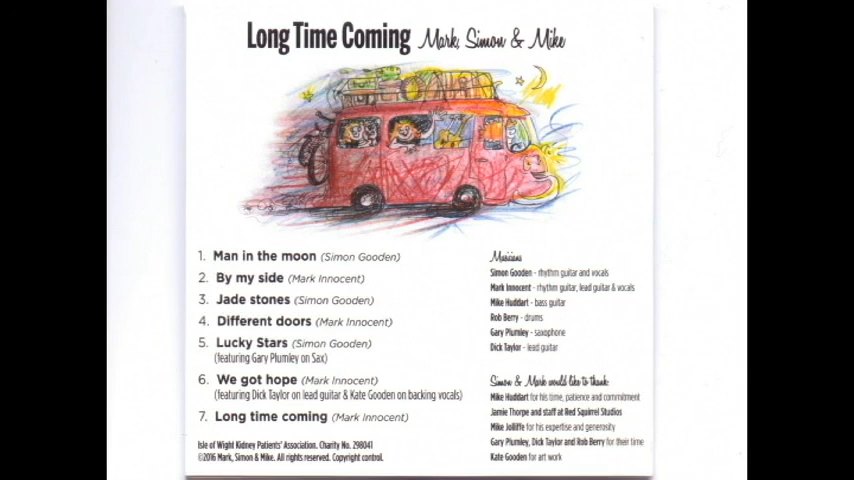 Long Time Coming Mark, Simon & Mike
1. Man in the moon (Simon Gooden)
2. By my side (Mark Innocent)
3. Jade stones (Simon Gooden)
4. Different doors (Mark Innocent)
5. Lucky Stars (Simon Gooden)
(featuring Gary Plumley on Sax)
6. We got hope (Mark Innocent)
(featuring Dick Taylor on lead guitar & Kate Gooden on backing vocals)
7. Long time coming (Mark Innocent)
Isle of Wight Kidney Patients' Association. Charity No. 298041
©2016 Mark, Simon & Mike. All rights reserved. Copyright control.
Musicians
Simon Gooden - rhythm guitar and vocals
Mark Innocent - rhythm guitar, lead guitar & vocals
Mike Huddart - bass guitar
Rob Berry - drums
Gary Plumley - saxophone
Dick Taylor - lead guitar
Simon & Mark would like to thank:
Mike Huddart for his time, patience and commitment
Jamie Thorpe and staff at Red Squirrel Studios
Mike Jolliffe for his expertise and generosity
Gary Plumley, Dick Taylor and Rob Berry for their time
Kate Gooden for art work